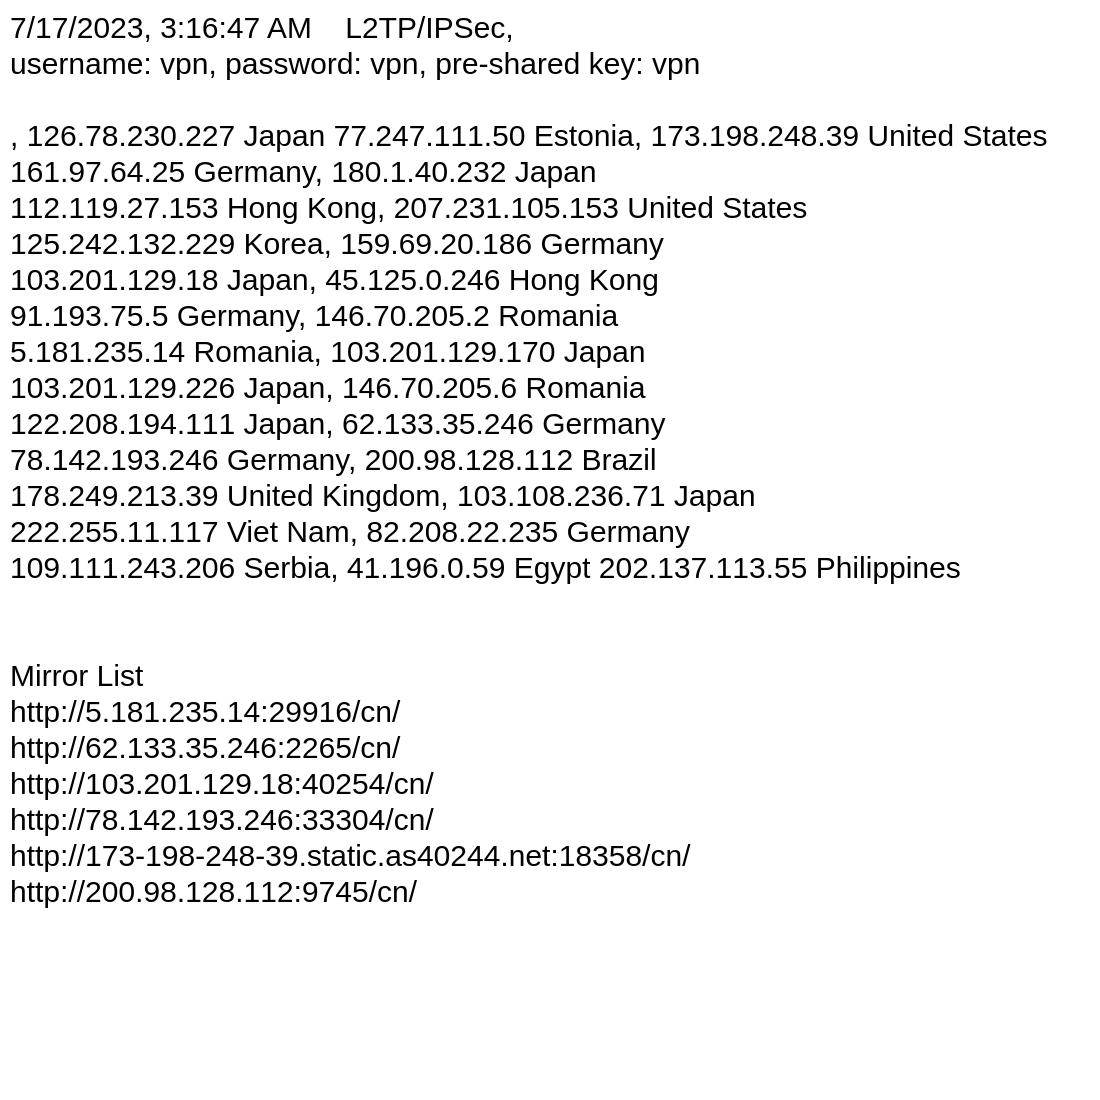 7/17/2023, 3:16:47 AM    L2TP/IPSec,
username: vpn, password: vpn, pre-shared key: vpn
, 126.78.230.227 Japan 77.247.111.50 Estonia, 173.198.248.39 United States
161.97.64.25 Germany, 180.1.40.232 Japan
112.119.27.153 Hong Kong, 207.231.105.153 United States
125.242.132.229 Korea, 159.69.20.186 Germany
103.201.129.18 Japan, 45.125.0.246 Hong Kong
91.193.75.5 Germany, 146.70.205.2 Romania
5.181.235.14 Romania, 103.201.129.170 Japan
103.201.129.226 Japan, 146.70.205.6 Romania
122.208.194.111 Japan, 62.133.35.246 Germany
78.142.193.246 Germany, 200.98.128.112 Brazil
178.249.213.39 United Kingdom, 103.108.236.71 Japan
222.255.11.117 Viet Nam, 82.208.22.235 Germany
109.111.243.206 Serbia, 41.196.0.59 Egypt 202.137.113.55 Philippines
Mirror List
http://5.181.235.14:29916/cn/
http://62.133.35.246:2265/cn/
http://103.201.129.18:40254/cn/
http://78.142.193.246:33304/cn/
http://173-198-248-39.static.as40244.net:18358/cn/
http://200.98.128.112:9745/cn/